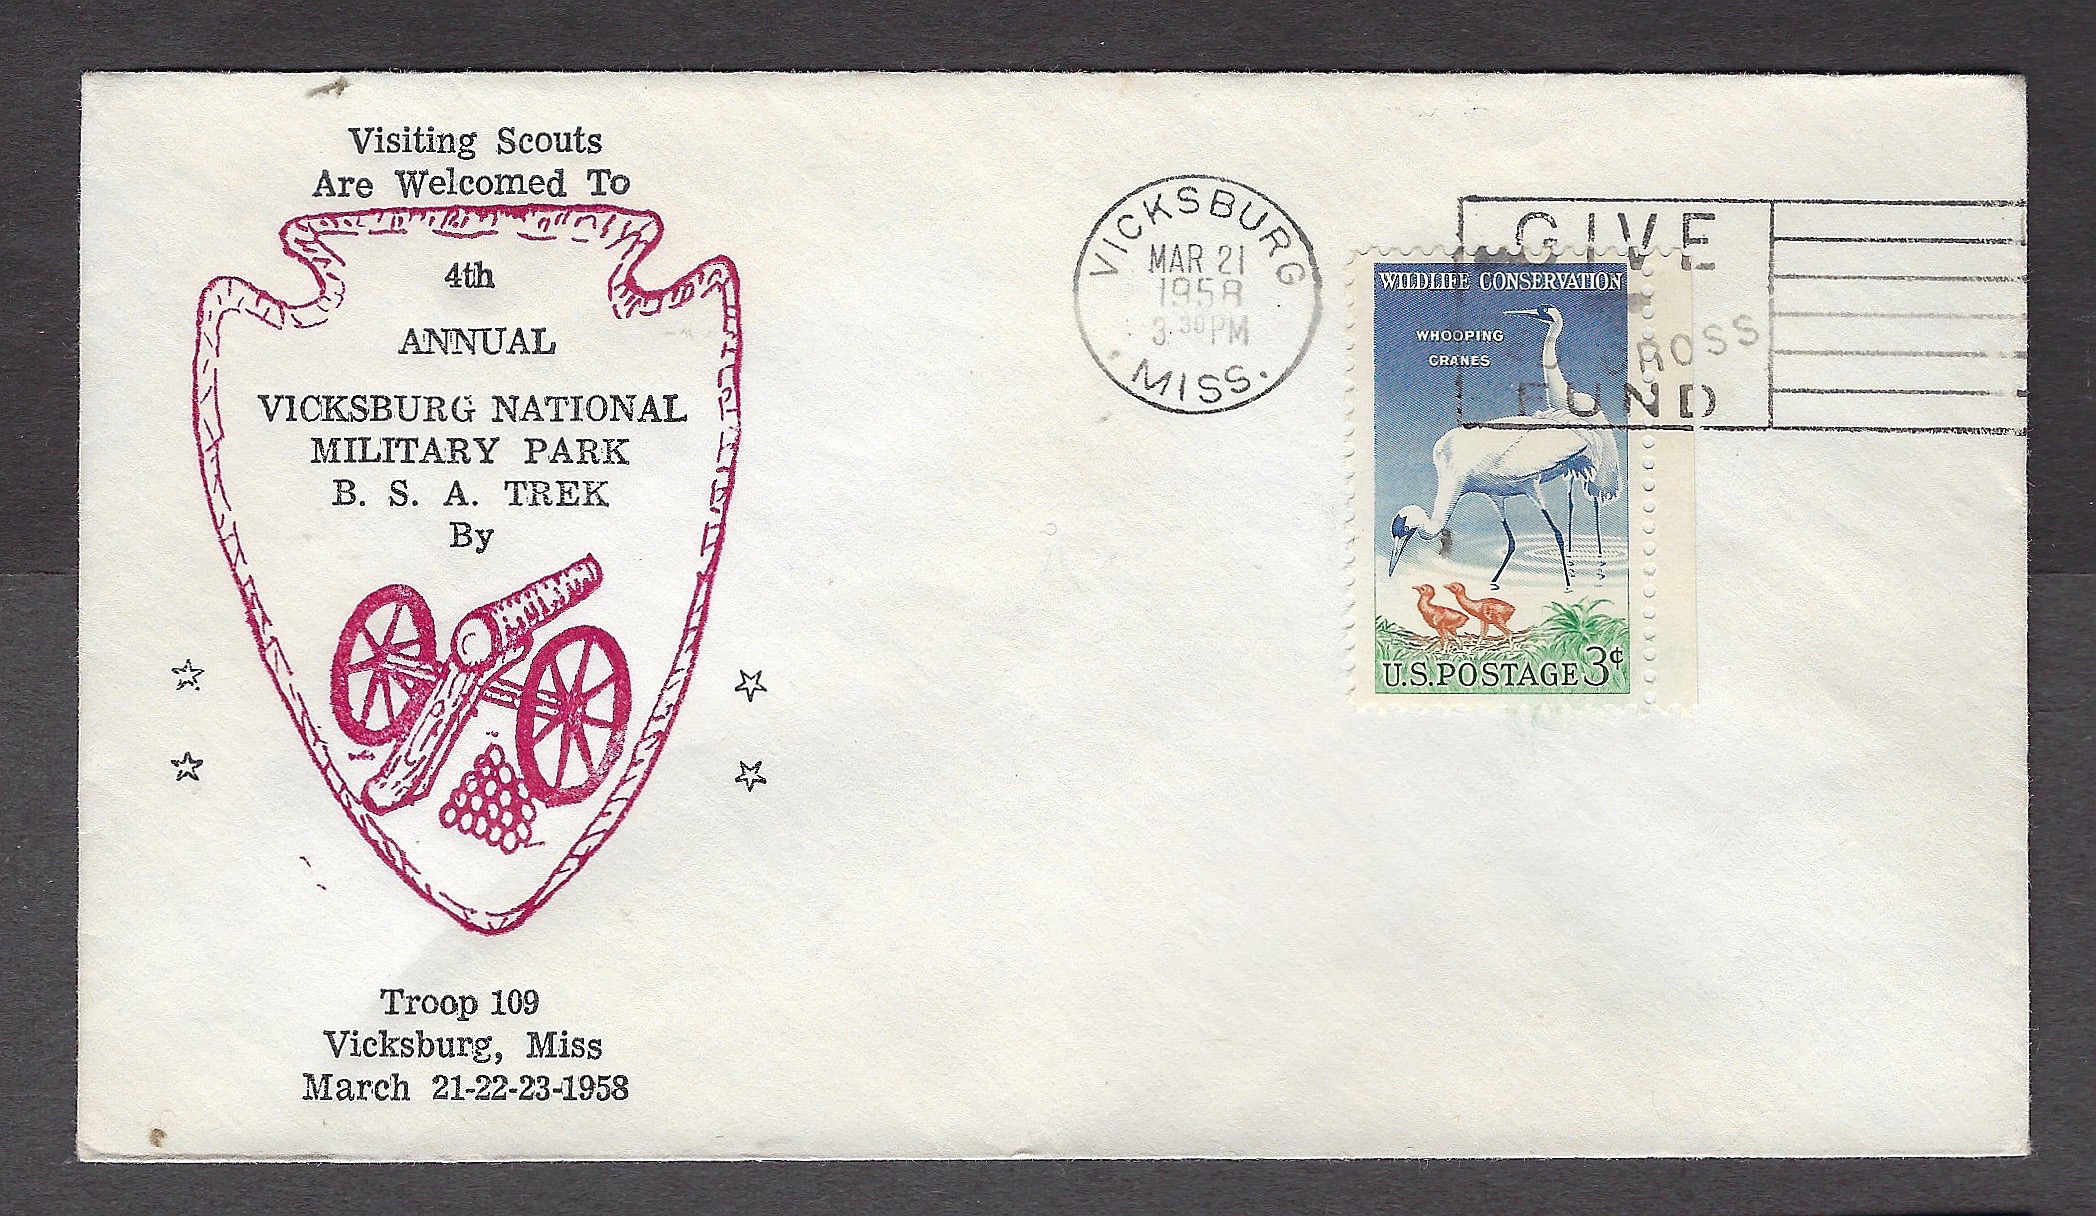 Visiting Scouts
Are Welcomed To
4th
ANNUAL
VICKSBURG NATIONAL
MILITARY PARK
B. S. A. TREK
By
Troop 109
Vicksburg, Miss
March 21-22-23-1958
VICKSBURG
MAR 21
1958
3 30 PM
MISS.
GIVE
CROSS
FUND
WILDLIFE CONSERVATION
WHOOPING
CRANES
U.S. POSTAGE 3¢